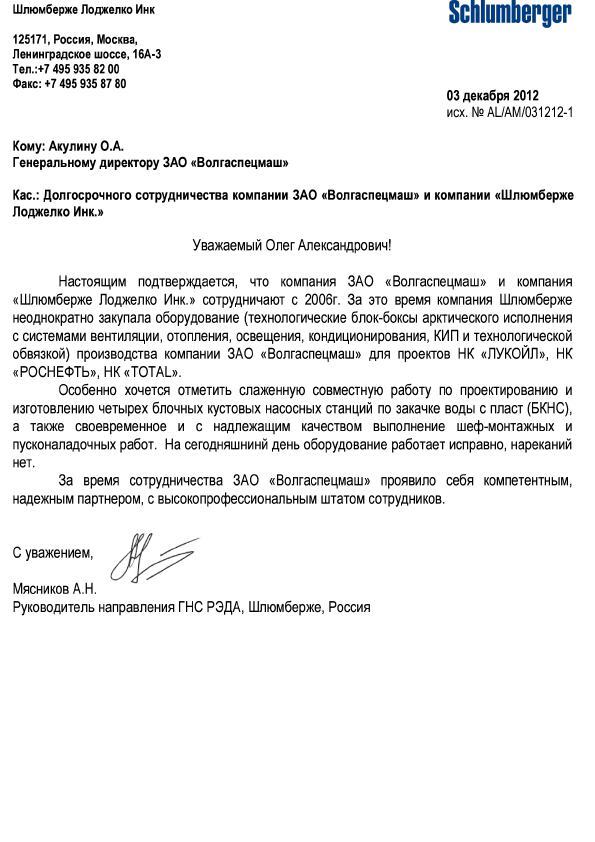 Шлюмберже Лоджелко Инк
Schlumberger
125171, Россия, Москва,
Ленинградское шоссе, 16А-3
Тел.:+7 495 935 82 00
Факс: +7 495 935 87 80
03 декабря 2012
исх. № AL/AM/031212-1
Кому: Акулину О.А.
Генеральному директору ЗАО «Волгаспецмаш»
Кас.: Долгосрочного сотрудничества компании ЗАО «Волгаспецмаш» и компании «Шлюмберже
Лоджелко Инк.»
Уважаемый Олег Александрович!
Настоящим подтверждается, что компания ЗАО «Волгаспецмаш» и компания
«Шлюмберже Лоджелко Инк.» сотрудничают с 2006г. За это время компания Шлюмберже
неоднократно закупала оборудование (технологические блок-боксы арктического исполнения
с системами вентиляции, отопления, освещения, кондиционирования, КИП и технологической
обвязкой) производства компании ЗАО «Волгаспецмаш» для проектов НК «ЛУКОЙЛ», НК
«РОСНЕФТЬ», НК «TOTAL».
Особенно хочется отметить слаженную совместную работу по проектированию и
изготовлению четырех блочных кустовых насосных станций по закачке воды с пласт (БКНС),
а также своевременное и с надлежащим качеством выполнение шеф-монтажных и
пусконаладочных работ. На сегодняшнинй день оборудование работает исправно, нареканий
нет.
За время сотрудничества ЗАО «Волгаспецмаш» проявило себя компетентным,
надежным партнером, с высокопрофессиональным штатом сотрудников.
С уважением,
Мясников А.Н.
Руководитель направления ГНС РЭДА, Шлюмберже, Россия